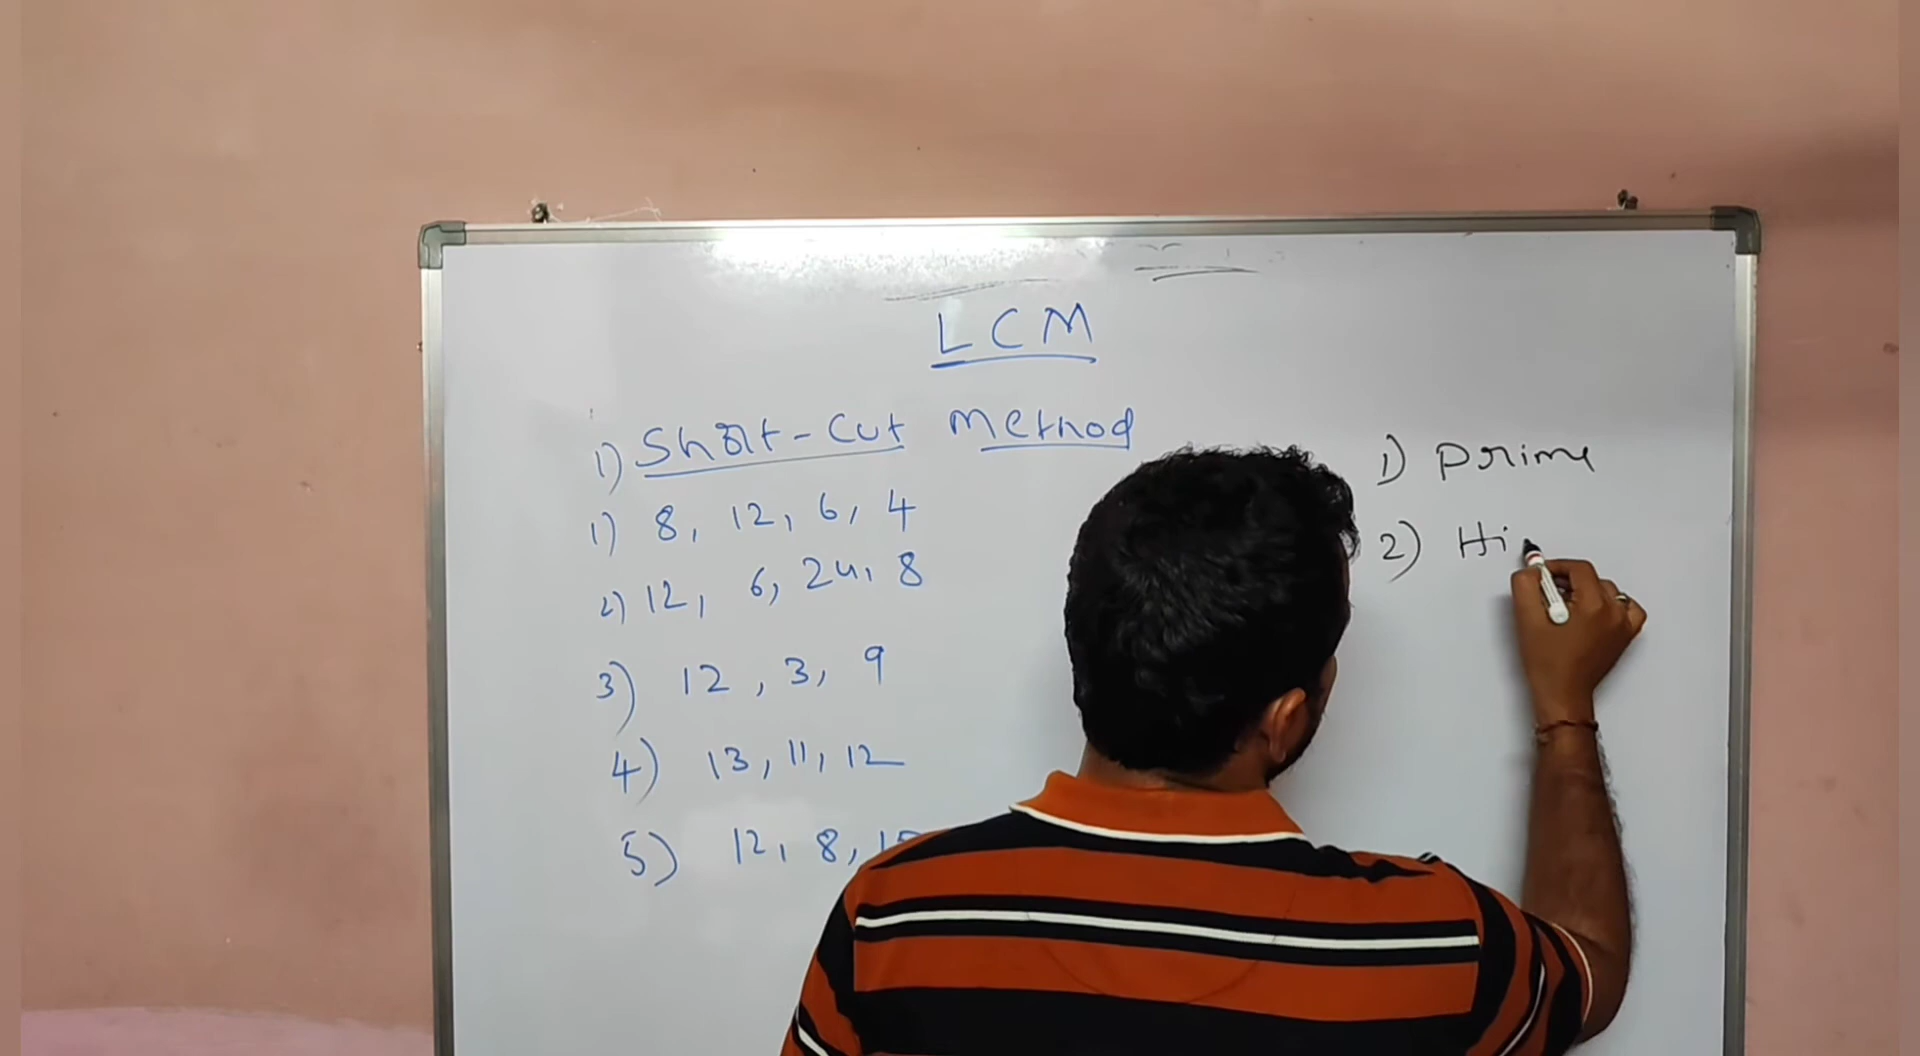 LCM
1) Short-Cut Method
1) 8, 12, 6, 4
2) 12, 6, 24, 8
3) 12, 3, 9
4) 13, 11, 12
5) 12, 8,
1) Prime
2) Hi